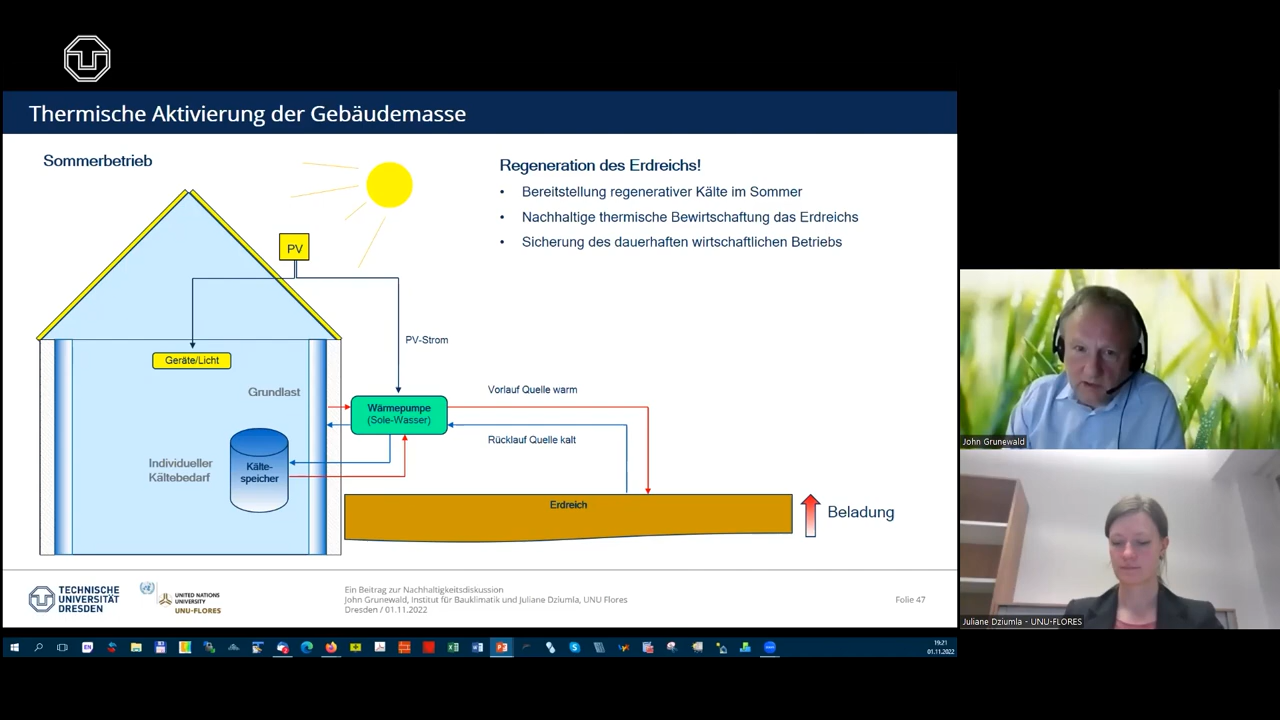 Thermische Aktivierung der Gebäudemasse
Sommerbetrieb
PV
PV-Strom
Geräte/Licht
Grundlast
Wärmepumpe
(Sole-Wasser)
Individueller
Kältebedarf
Kälte-
speicher
Vorlauf Quelle warm
Rücklauf Quelle kalt
Erdreich
Beladung
Regeneration des Erdreichs!
• Bereitstellung regenerativer Kälte im Sommer
• Nachhaltige thermische Bewirtschaftung das Erdreichs
• Sicherung des dauerhaften wirtschaftlichen Betriebs
TECHNISCHE
UNIVERSITÄT
DRESDEN
UNITED NATIONS
UNIVERSITY
UNU-FLORES
Ein Beitrag zur Nachhaltigkeitsdiskussion
John Grunewald, Institut für Bauklimatik und Juliane Dziumla, UNU Flores
Dresden / 01.11.2022
Folie 47
John Grunewald
Juliane Dziumla - UNU-FLORES
EN
19:21
01.11.2022